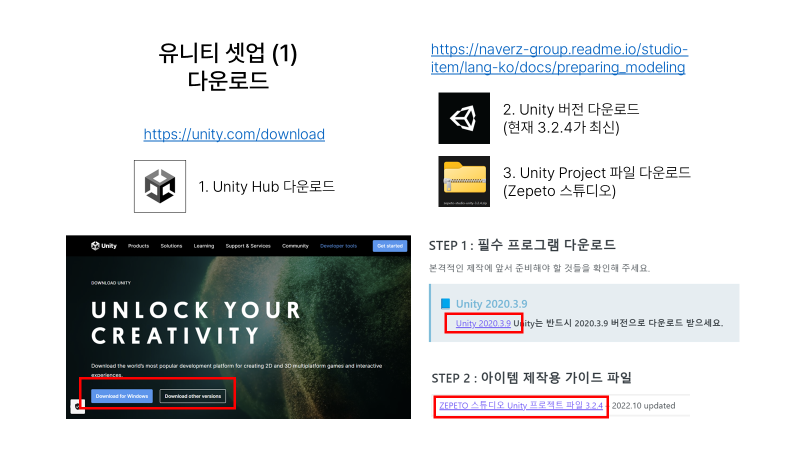 유니티 셋업 (1)
다운로드
https://unity.com/download
1. Unity Hub 다운로드
Unity Products Solutions Learning Support & Services Community Developer tools Get started
DOWNLOAD UNITY
UNLOCK YOUR
CREATIVITY
Download the world's most popular development platform for creating 2D and 3D multiplatform games and interactive
experiences.
Download for Windows Download other versions
https://naverz-group.readme.io/studio-
item/lang-ko/docs/preparing_modeling
2. Unity 버전 다운로드
(현재 3.2.4가 최신)
3. Unity Project 파일 다운로드
(Zepeto 스튜디오)
STEP 1 : 필수 프로그램 다운로드
본격적인 제작에 앞서 준비해야 할 것들을 확인해 주세요.
Unity 2020.3.9
Unity 2020.3.9 Unity는 반드시 2020.3.9 버전으로 다운로드 받으세요.
STEP 2 : 아이템 제작용 가이드 파일
ZEPETO 스튜디오 Unity 프로젝트 파일 3.2.4 - 2022.10 updated